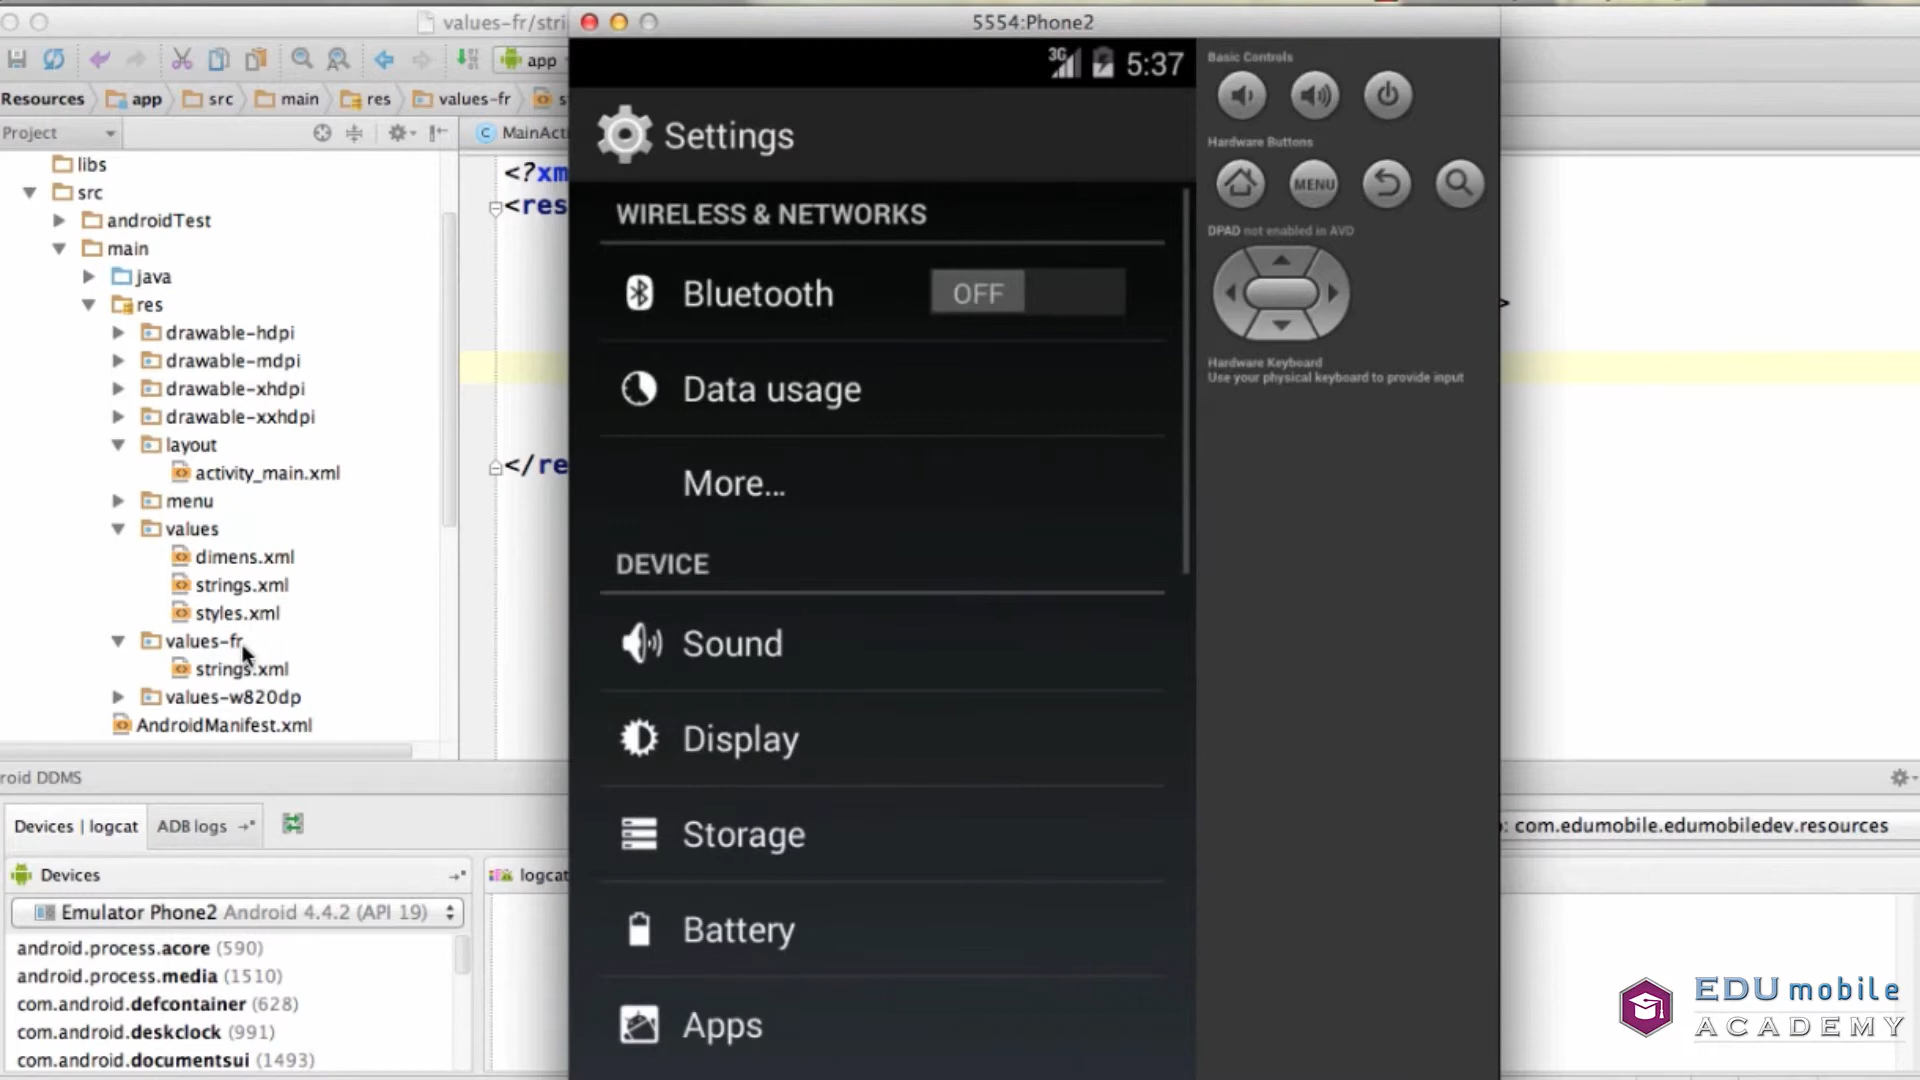 values-fr/stri
5554:Phone2
app
Resources app src main res values-fr
Project
MainActi
libs
src
androidTest
main
java
res
drawable-hdpi
drawable-mdpi
drawable-xhdpi
drawable-xxhdpi
layout
activity_main.xml
menu
values
dimens.xml
strings.xml
styles.xml
values-fr
strings.xml
values-w820dp
AndroidManifest.xml
<?xm
<res
>
</re
3G 5:37
Settings
WIRELESS & NETWORKS
Bluetooth OFF
Data usage
More...
DEVICE
Sound
Display
Storage
Battery
Apps
Basic Controls
Hardware Buttons
MENU
DPAD not enabled in AVD
Hardware Keyboard
Use your physical keyboard to provide input
roid DDMS
Devices | logcat ADB logs
Devices
logcat
Emulator Phone2 Android 4.4.2 (API 19)
android.process.acore (590)
android.process.media (1510)
com.android.defcontainer (628)
com.android.deskclock (991)
com.android.documentsui (1493)
: com.edumobile.edumobiledev.resources
EDU mobile
ACADEMY